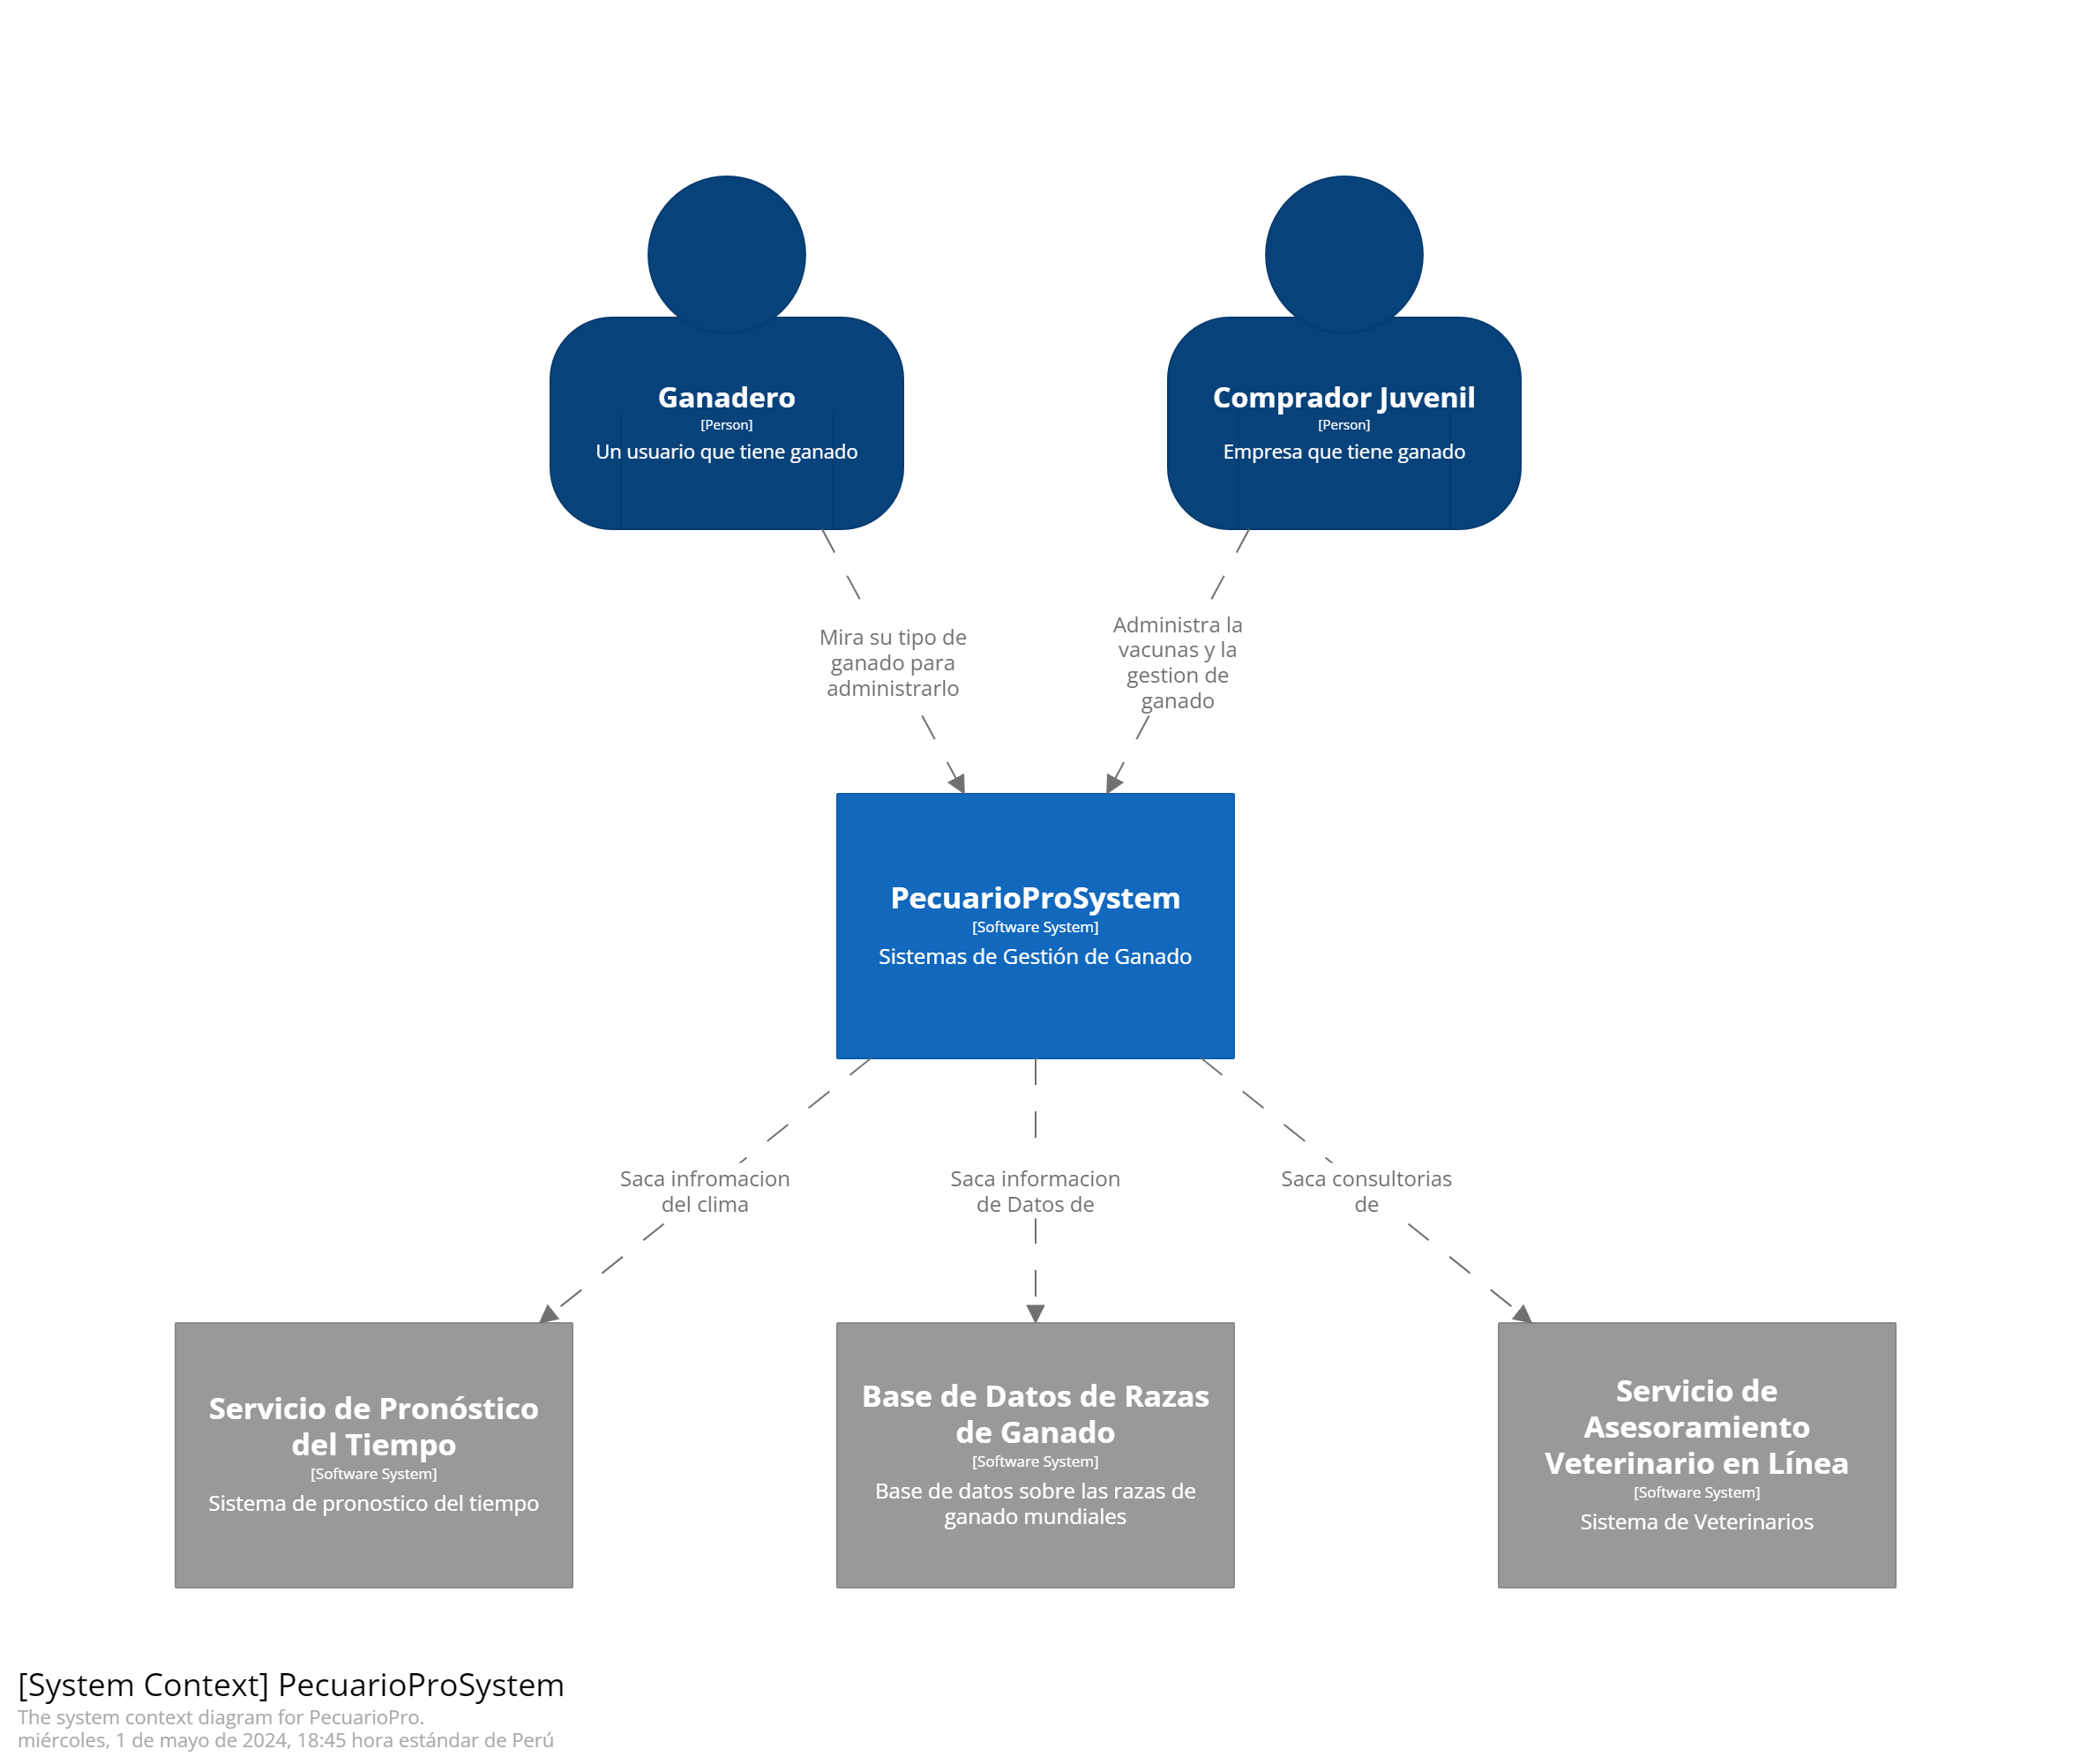 Ganadero
[Person]
Un usuario que tiene ganado
Comprador Juvenil
[Person]
Empresa que tiene ganado
Mira su tipo de
ganado para
administrarlo
Administra la
vacunas y la
gestion de
ganado
PecuarioProSystem
[Software System]
Sistemas de Gestión de Ganado
Saca infromacion
del clima
Saca informacion
de Datos de
Saca consultorias
de
Servicio de Pronóstico
del Tiempo
[Software System]
Sistema de pronostico del tiempo
Base de Datos de Razas
de Ganado
[Software System]
Base de datos sobre las razas de
ganado mundiales
Servicio de
Asesoramiento
Veterinario en Línea
[Software System]
Sistema de Veterinarios
[System Context] PecuarioProSystem
The system context diagram for PecuarioPro.
miércoles, 1 de mayo de 2024, 18:45 hora estándar de Perú